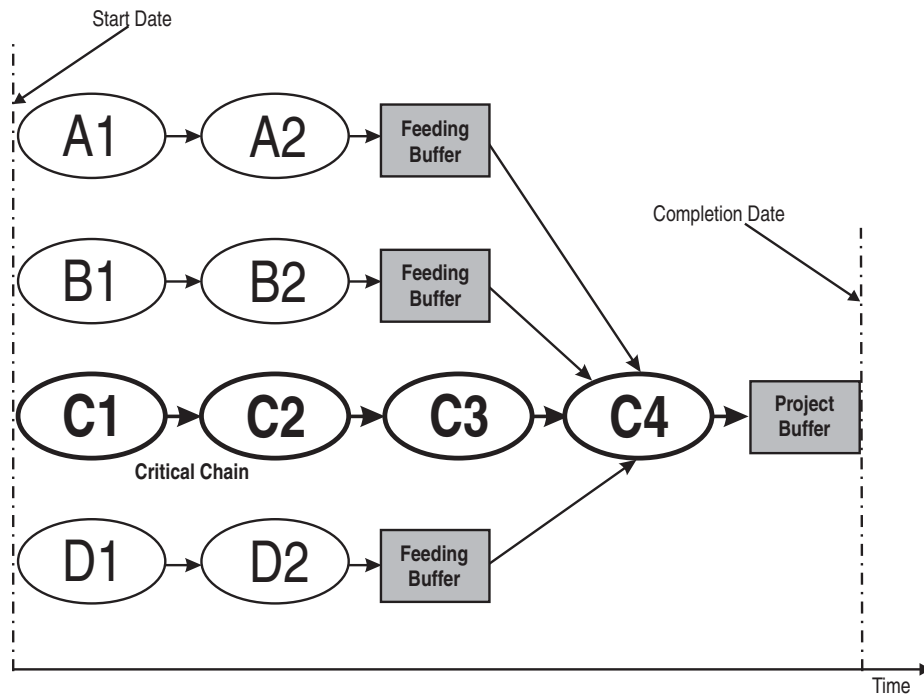 Start Date
A1
A2
Feeding
Buffer
Completion Date
B1
B2
Feeding
Buffer
C1
C2
C3
C4
Project
Buffer
Critical Chain
D1
D2
Feeding
Buffer
Time